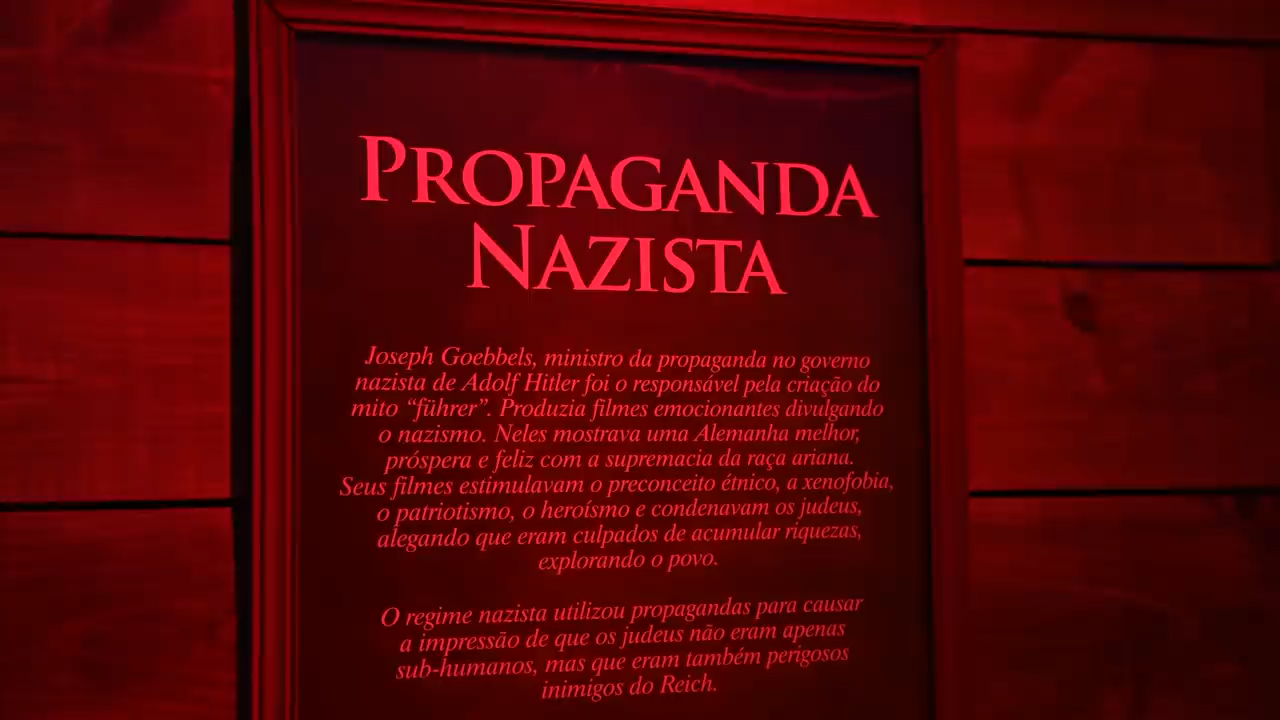 PROPAGANDA
NAZISTA
Joseph Goebbels, ministro da propaganda no governo
nazista de Adolf Hitler foi o responsável pela criação do
mito “führer”. Produzia filmes emocionantes divulgando
o nazismo. Neles mostrava uma Alemanha melhor,
próspera e feliz com a supremacia da raça ariana.
Seus filmes estimulavam o preconceito étnico, a xenofobia,
o patriotismo, o heroísmo e condenavam os judeus,
alegando que eram culpados de acumular riquezas,
explorando o povo.
O regime nazista utilizou propagandas para causar
a impressão de que os judeus não eram apenas
sub-humanos, mas que eram também perigosos
inimigos do Reich.